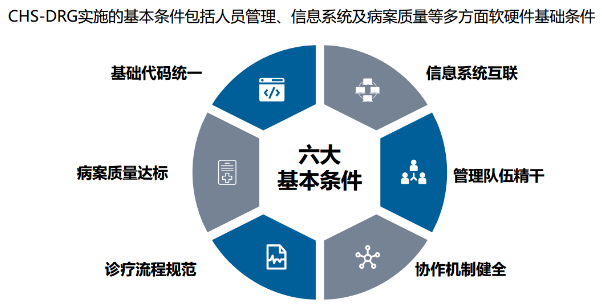 CHS-DRG实施的基本条件包括人员管理、信息系统及病案质量等多方面软硬件基础条件
基础代码统一
信息系统互联
病案质量达标
六大
基本条件
管理队伍精干
诊疗流程规范
协作机制健全